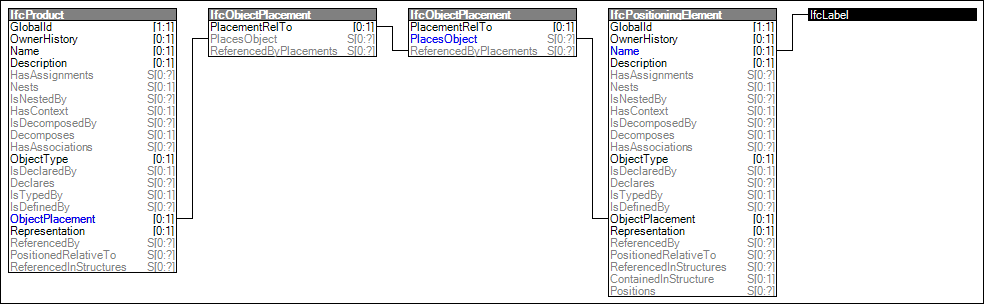 IfcProduct
GlobalId [1:1]
OwnerHistory [0:1]
Name [0:1]
Description [0:1]
HasAssignments S[0:?]
Nests S[0:1]
IsNestedBy S[0:?]
HasContext S[0:1]
IsDecomposedBy S[0:?]
Decomposes S[0:1]
HasAssociations S[0:?]
ObjectType [0:1]
IsDeclaredBy S[0:1]
Declares S[0:?]
IsTypedBy S[0:1]
IsDefinedBy S[0:?]
ObjectPlacement [0:1]
Representation [0:1]
ReferencedBy S[0:?]
PositionedRelativeTo S[0:?]
ReferencedInStructures S[0:?]
IfcObjectPlacement
PlacementRelTo [0:1]
PlacesObject S[0:?]
ReferencedByPlacements S[0:?]
IfcObjectPlacement
PlacementRelTo [0:1]
PlacesObject S[0:?]
ReferencedByPlacements S[0:?]
IfcPositioningElement
GlobalId [1:1]
OwnerHistory [0:1]
Name [0:1]
Description [0:1]
HasAssignments S[0:?]
Nests S[0:1]
IsNestedBy S[0:?]
HasContext S[0:1]
IsDecomposedBy S[0:?]
Decomposes S[0:1]
HasAssociations S[0:?]
ObjectType [0:1]
IsDeclaredBy S[0:1]
Declares S[0:?]
IsTypedBy S[0:1]
IsDefinedBy S[0:?]
ObjectPlacement [0:1]
Representation [0:1]
ReferencedBy S[0:?]
PositionedRelativeTo S[0:?]
ReferencedInStructures S[0:?]
ContainedInStructure S[0:1]
Positions S[0:?]
IfcLabel